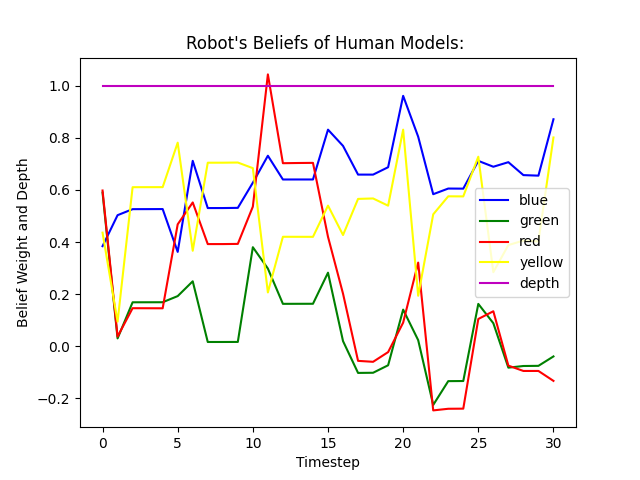 Robot's Beliefs of Human Models:
Belief Weight and Depth
1.0
0.8
0.6
0.4
0.2
0.0
−0.2
blue
green
red
yellow
depth
0 5 10 15 20 25 30
Timestep